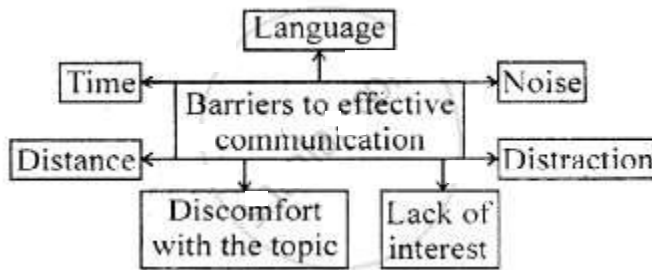 Language
Time
Noise
Barriers to effective
communication
Distance
Distraction
Discomfort
with the topic
Lack of
interest